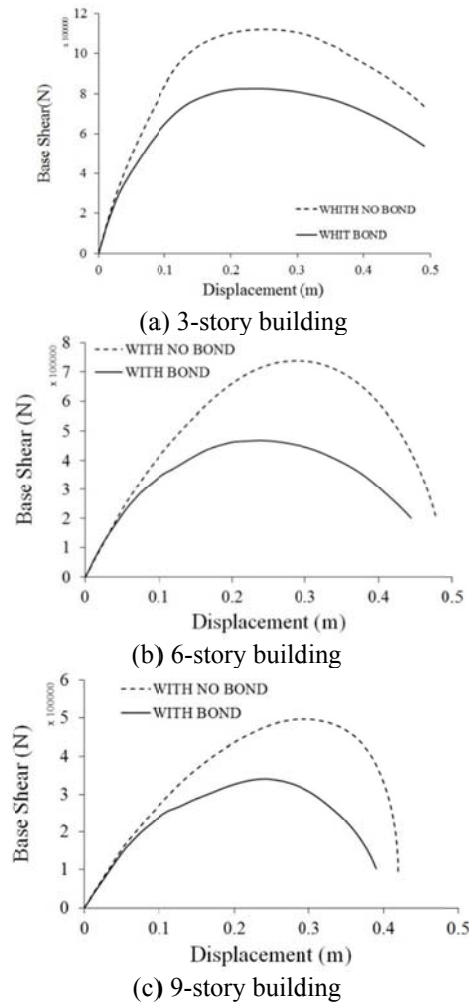 12
10
8
6
4
2
0
x 100000
Base Shear(N)
WHITH NO BOND
WHIT BOND
0 0.1 0.2 0.3 0.4 0.5
Displacement (m)
(a) 3-story building
8
7
6
5
4
3
2
1
0
x 100000
Base Shear (N)
WITH NO BOND
WITH BOND
0 0.1 0.2 0.3 0.4 0.5
Displacement (m)
(b) 6-story building
6
5
4
3
2
1
0
x 100000
Base Shear (N)
WITH NO BOND
WITH BOND
0 0.1 0.2 0.3 0.4 0.5
Displacement (m)
(c) 9-story building